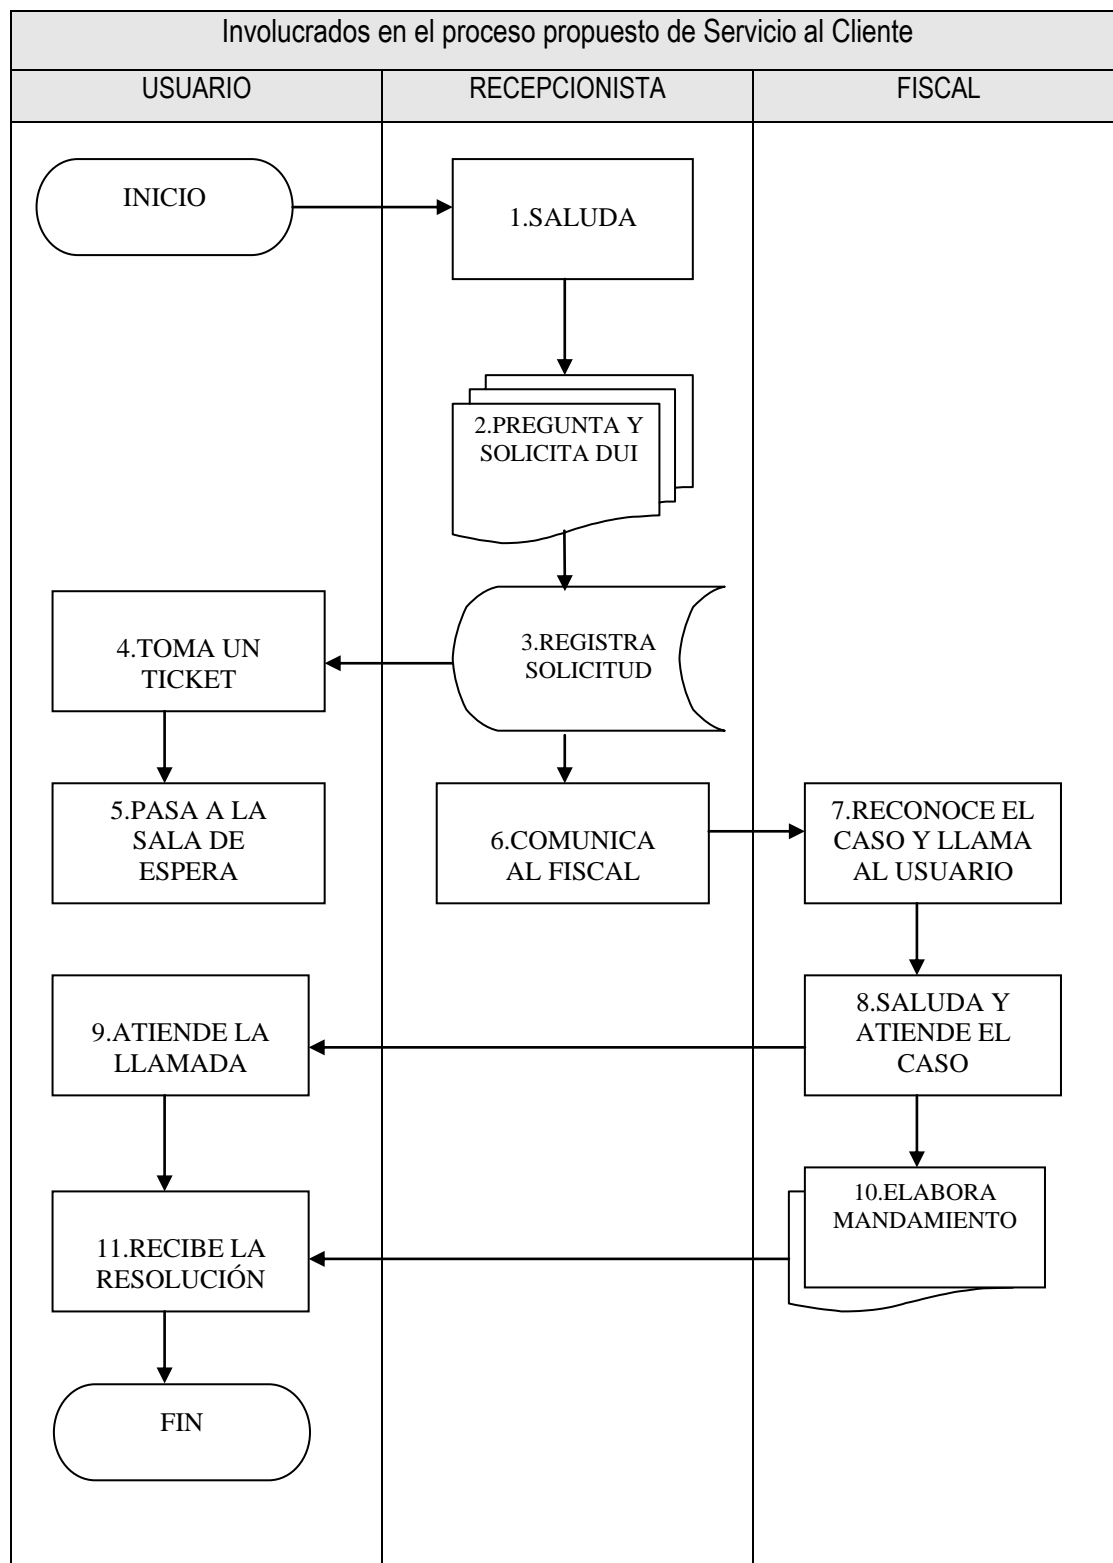 Involucrados en el proceso propuesto de Servicio al Cliente
USUARIO
RECEPCIONISTA
FISCAL
INICIO
1.SALUDA
2.PREGUNTA Y
SOLICITA DUI
3.REGISTRA
SOLICITUD
4.TOMA UN
TICKET
5.PASA A LA
SALA DE
ESPERA
6.COMUNICA
AL FISCAL
7.RECONOCE EL
CASO Y LLAMA
AL USUARIO
8.SALUDA Y
ATIENDE EL
CASO
9.ATIENDE LA
LLAMADA
10.ELABORA
MANDAMIENTO
11.RECIBE LA
RESOLUCIÓN
FIN